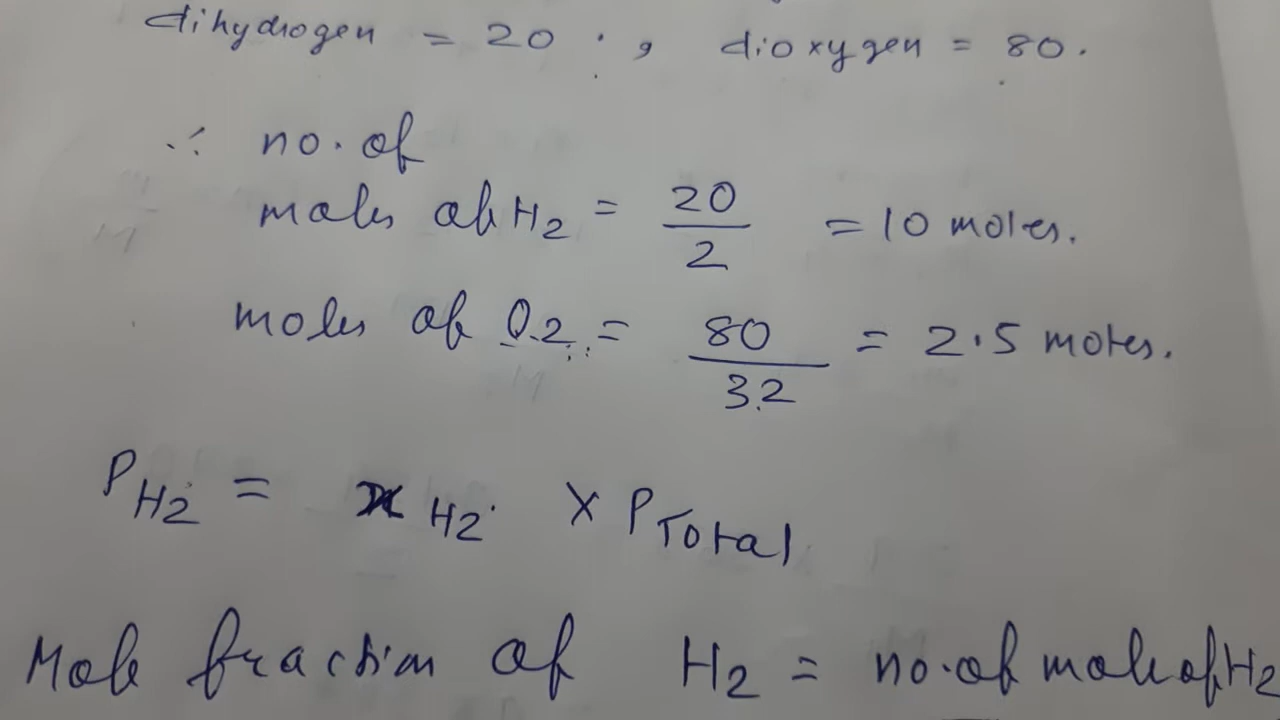 dihydrogen = 20 , dioxygen = 80.
∴ no. of
moles of H2 = 20/2 = 10 moles.
moles of O2 = 80/32 = 2.5 moles.
PH2 = xH2 × PTotal
Mole fraction of H2 = no. of mole of H2